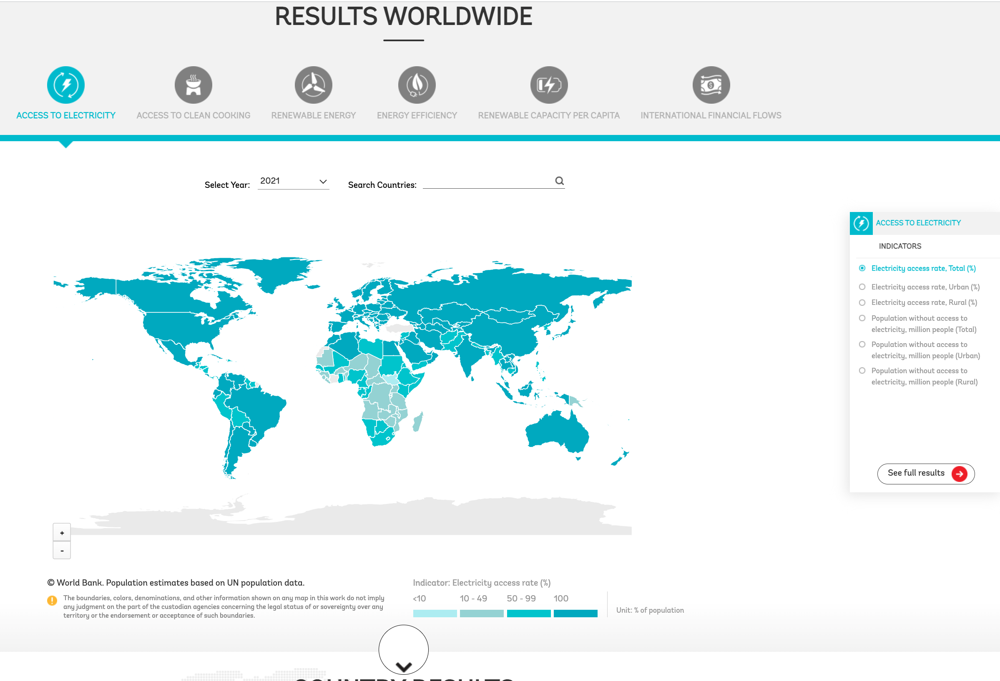 RESULTS WORLDWIDE
ACCESS TO ELECTRICITY
ACCESS TO CLEAN COOKING
RENEWABLE ENERGY
ENERGY EFFICIENCY
RENEWABLE CAPACITY PER CAPITA
INTERNATIONAL FINANCIAL FLOWS
Select Year: 2021
Search Countries:
ACCESS TO ELECTRICITY
INDICATORS
Electricity access rate, Total (%)
Electricity access rate, Urban (%)
Electricity access rate, Rural (%)
Population without access to
electricity, million people (Total)
Population without access to
electricity, million people (Urban)
Population without access to
electricity, million people (Rural)
See full results
+
-
© World Bank. Population estimates based on UN population data.
The boundaries, colors, denominations, and other information shown on any map in this work do not imply
any judgment on the part of the custodian agencies concerning the legal status of or sovereignty over any
territory or the endorsement or acceptance of such boundaries.
Indicator: Electricity access rate (%)
<10 10 - 49 50 - 99 100
Unit: % of population
COUNTRY RESULTS